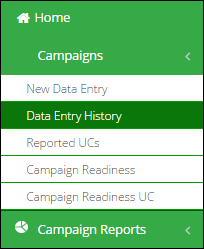 Home
Campaigns
New Data Entry
Data Entry History
Reported UCs
Campaign Readiness
Campaign Readiness UC
Campaign Reports